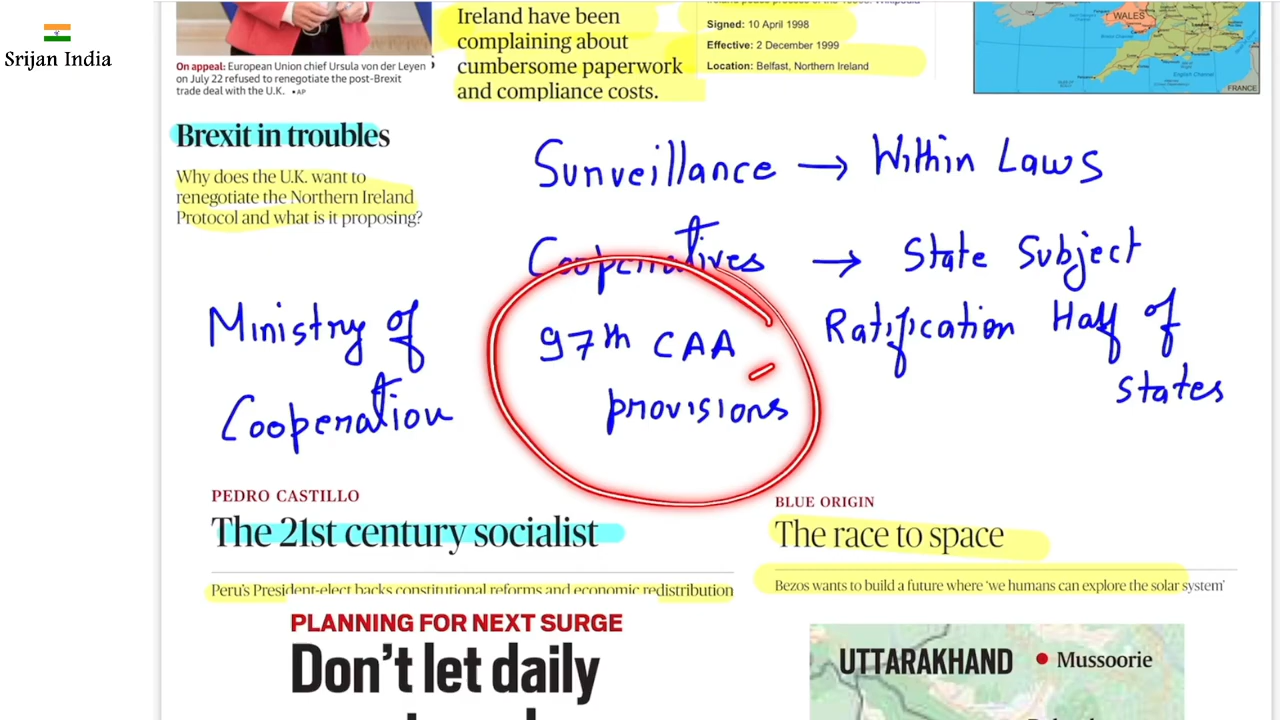 Srijan India
On appeal: European Union chief Ursula von der Leyen
on July 22 refused to renegotiate the post-Brexit
trade deal with the U.K. • AP
Ireland have been
complaining about
cumbersome paperwork
and compliance costs.
Signed: 10 April 1998
Effective: 2 December 1999
Location: Belfast, Northern Ireland
WALES
English Channel
FRANCE
Brexit in troubles
Why does the U.K. want to
renegotiate the Northern Ireland
Protocol and what is it proposing?
Surveillance → Within Laws
Cooperatives → State Subject
Ministry of
Cooperation
97th CAA
provisions
Ratification Half of
states
PEDRO CASTILLO
The 21st century socialist
Peru's President-elect backs constitutional reforms and economic redistribution
BLUE ORIGIN
The race to space
Bezos wants to build a future where 'we humans can explore the solar system'
PLANNING FOR NEXT SURGE
Don't let daily
UTTARAKHAND
Mussoorie